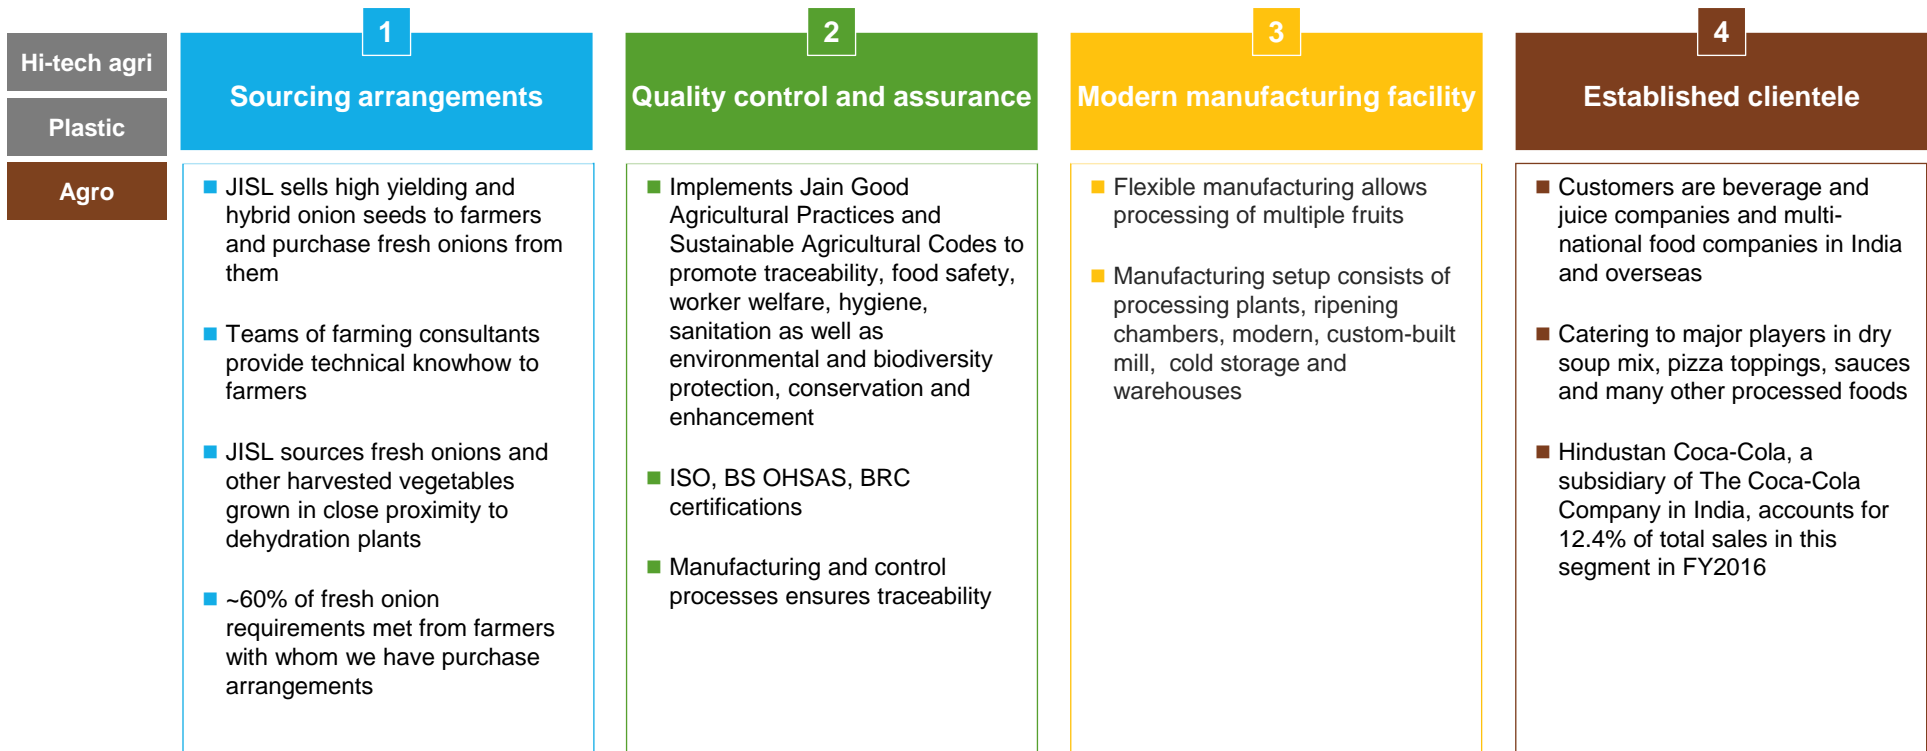 Hi-tech agri
Plastic
Agro
1
Sourcing arrangements
JISL sells high yielding and
hybrid onion seeds to farmers
and purchase fresh onions from
them
Teams of farming consultants
provide technical knowhow to
farmers
JISL sources fresh onions and
other harvested vegetables
grown in close proximity to
dehydration plants
~60% of fresh onion
requirements met from farmers
with whom we have purchase
arrangements
2
Quality control and assurance
Implements Jain Good
Agricultural Practices and
Sustainable Agricultural Codes to
promote traceability, food safety,
worker welfare, hygiene,
sanitation as well as
environmental and biodiversity
protection, conservation and
enhancement
ISO, BS OHSAS, BRC
certifications
Manufacturing and control
processes ensures traceability
3
Modern manufacturing facility
Flexible manufacturing allows
processing of multiple fruits
Manufacturing setup consists of
processing plants, ripening
chambers, modern, custom-built
mill,  cold storage and
warehouses
4
Established clientele
Customers are beverage and
juice companies and multi-
national food companies in India
and overseas
Catering to major players in dry
soup mix, pizza toppings, sauces
and many other processed foods
Hindustan Coca-Cola, a
subsidiary of The Coca-Cola
Company in India, accounts for
12.4% of total sales in this
segment in FY2016